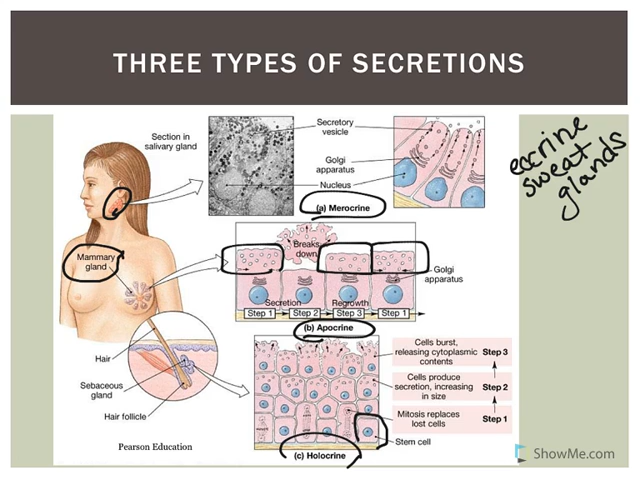 THREE TYPES OF SECRETIONS
Section in
salivary gland
Secretory
vesicle
Golgi
apparatus
Nucleus
(a) Merocrine
eccrine
sweat
glands
Mammary
gland
Breaks
down
Golgi
apparatus
Secretion
Regrowth
Step 1
Step 2
Step 3
Step 1
(b) Apocrine
Hair
Sebaceous
gland
Hair follicle
Cells burst,
releasing cytoplasmic
contents
Step 3
Cells produce
secretion, increasing
in size
Step 2
Mitosis replaces
lost cells
Step 1
Stem cell
(c) Holocrine
Pearson Education
ShowMe.com